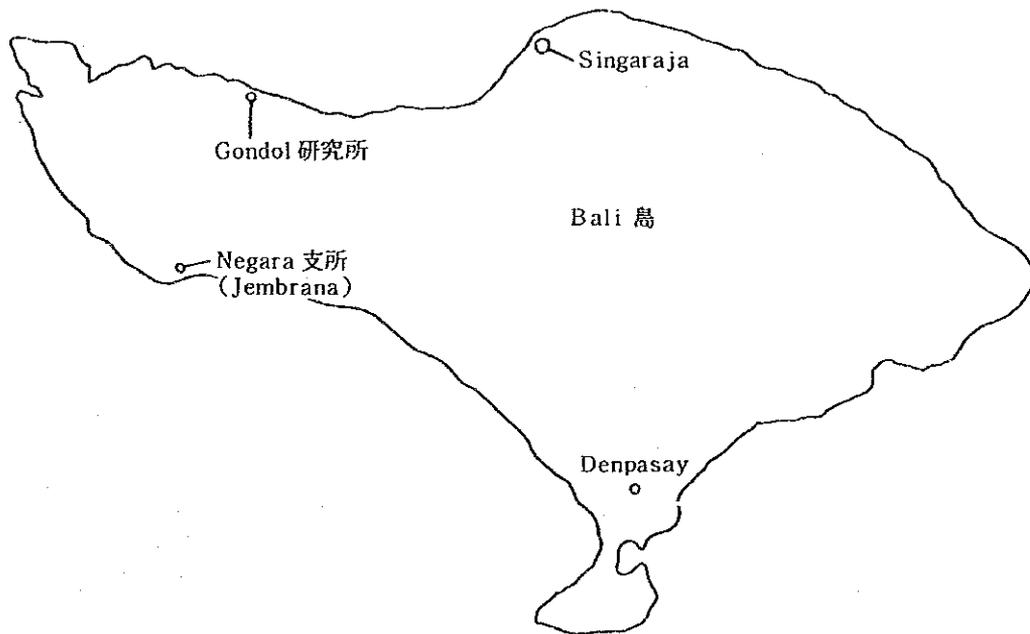 Singaraja
Gondol 研究所
Bali 島
Negara 支所
(Jembrana)
Denpasay